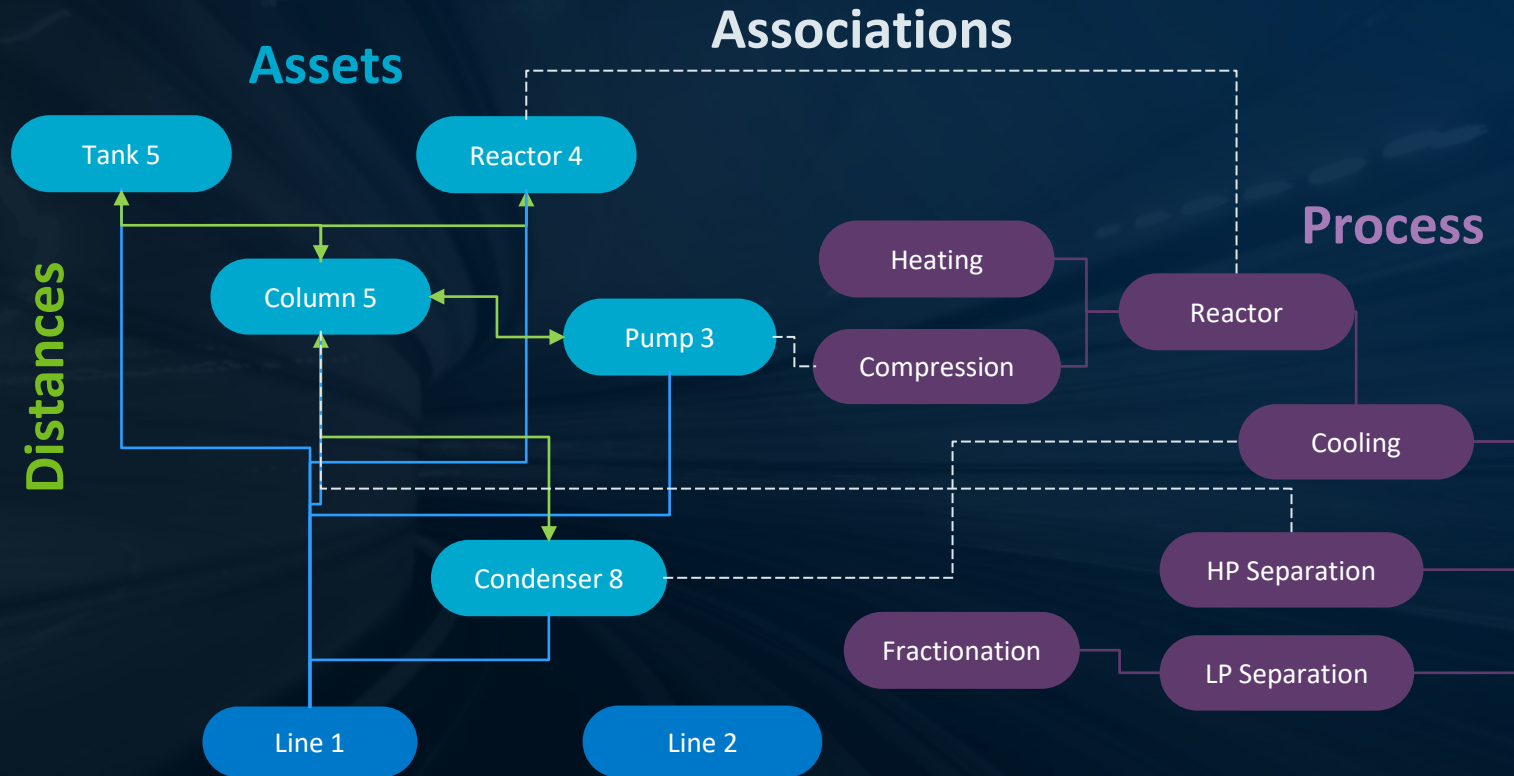 Associations
Assets
Tank 5
Reactor 4
Process
Distances
Heating
Column 5
Reactor
Pump 3
Compression
Cooling
Condenser 8
HP Separation
Fractionation
LP Separation
Line 1
Line 2